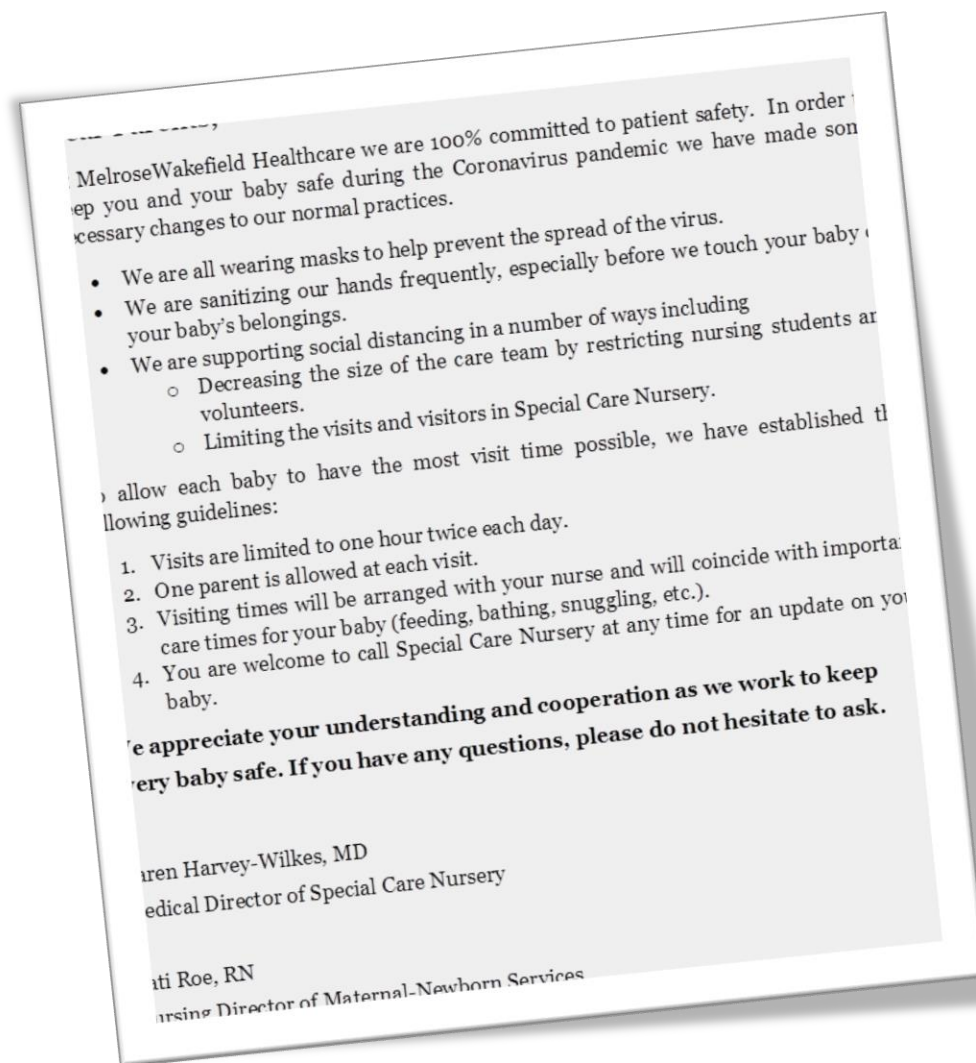 MelroseWakefield Healthcare we are 100% committed to patient safety. In order
ep you and your baby safe during the Coronavirus pandemic we have made som
cessary changes to our normal practices.
• We are all wearing masks to help prevent the spread of the virus.
• We are sanitizing our hands frequently, especially before we touch your baby
your baby's belongings.
• We are supporting social distancing in a number of ways including
○ Decreasing the size of the care team by restricting nursing students an
volunteers.
○ Limiting the visits and visitors in Special Care Nursery.
allow each baby to have the most visit time possible, we have established th
llowing guidelines:
1. Visits are limited to one hour twice each day.
2. One parent is allowed at each visit.
3. Visiting times will be arranged with your nurse and will coincide with importa
care times for your baby (feeding, bathing, snuggling, etc.).
4. You are welcome to call Special Care Nursery at any time for an update on you
baby.
e appreciate your understanding and cooperation as we work to keep
ery baby safe. If you have any questions, please do not hesitate to ask.
aren Harvey-Wilkes, MD
edical Director of Special Care Nursery
ati Roe, RN
ursing Director of Maternal-Newborn Services